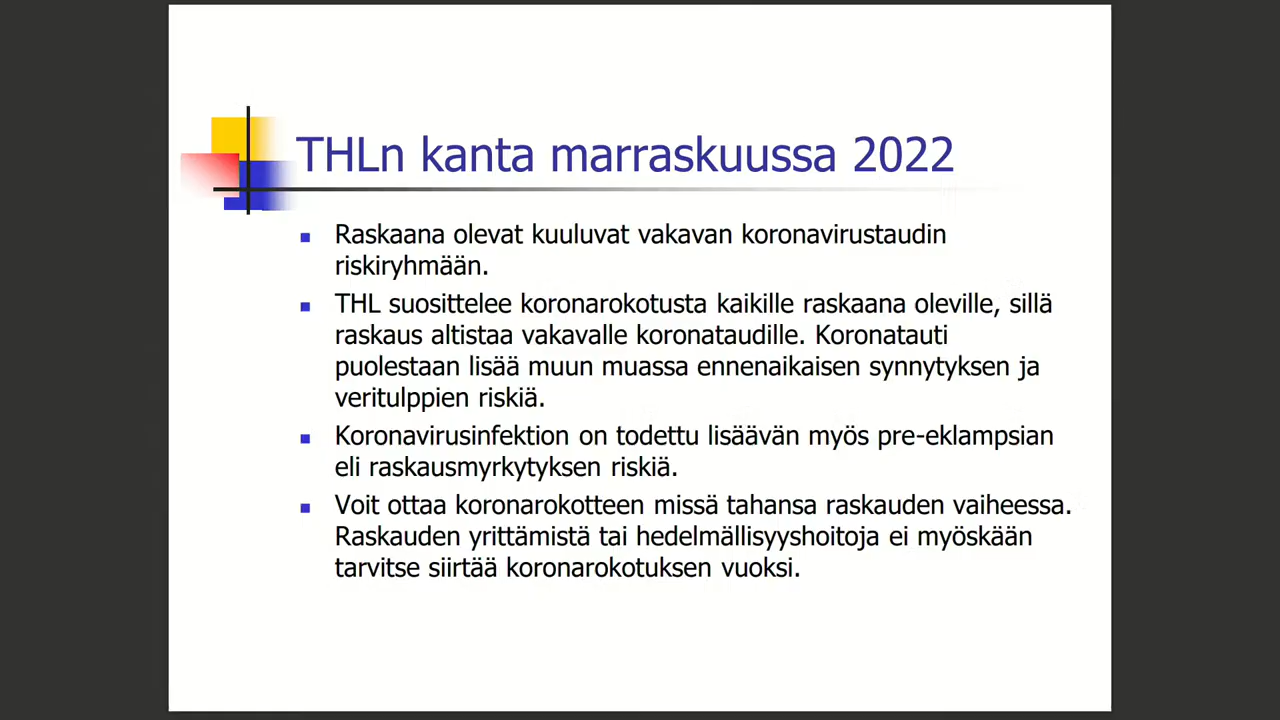 THLn kanta marraskuussa 2022
Raskaana olevat kuuluvat vakavan koronavirustaudin
riskiryhmään.
THL suosittelee koronarokotusta kaikille raskaana oleville, sillä
raskaus altistaa vakavalle koronataudille. Koronatauti
puolestaan lisää muun muassa ennenaikaisen synnytyksen ja
veritulppien riskiä.
Koronavirusinfektion on todettu lisäävän myös pre-eklampsian
eli raskausmyrkytyksen riskiä.
Voit ottaa koronarokotteen missä tahansa raskauden vaiheessa.
Raskauden yrittämistä tai hedelmällisyyshoitoja ei myöskään
tarvitse siirtää koronarokotuksen vuoksi.